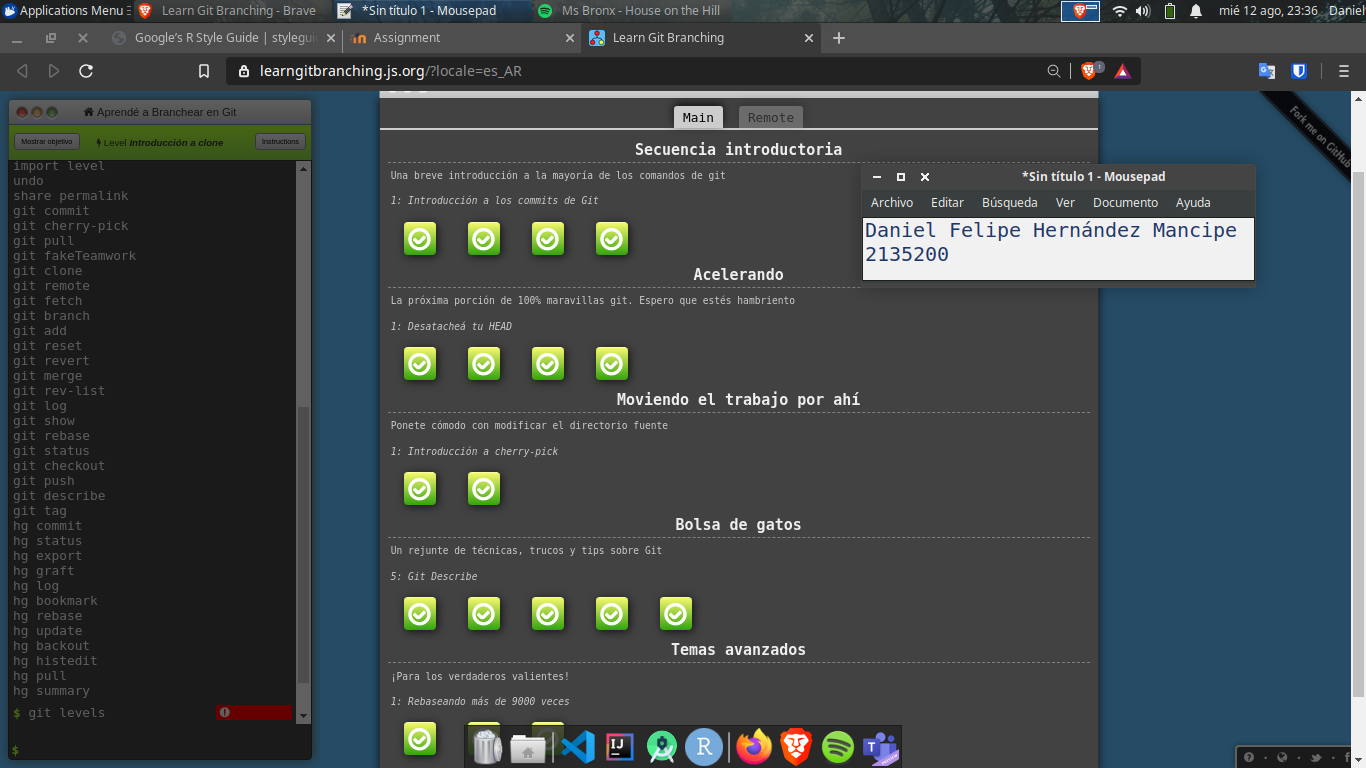 Applications Menu
Learn Git Branching - Brave
*Sin título 1 - Mousepad
Ms Bronx - House on the Hill
mié 12 ago, 23:36
Daniel
Google's R Style Guide | stylegui
Assignment
Learn Git Branching
learngitbranching.js.org/?locale=es_AR
1
Aprendé a Branchear en Git
Mostrar objetivo
Level Introducción a clone
Instructions
import level
undo
share permalink
git commit
git cherry-pick
git pull
git fakeTeamwork
git clone
git remote
git fetch
git branch
git add
git reset
git revert
git merge
git rev-list
git log
git show
git rebase
git status
git checkout
git push
git describe
git tag
hg commit
hg status
hg export
hg graft
hg log
hg bookmark
hg rebase
hg update
hg backout
hg histedit
hg pull
hg summary
$ git levels
$
Main
Remote
Secuencia introductoria
Una breve introducción a la mayoría de los comandos de git
1: Introducción a los commits de Git
Acelerando
La próxima porción de 100% maravillas git. Espero que estés hambriento
1: Desatacheá tu HEAD
Moviendo el trabajo por ahí
Ponete cómodo con modificar el directorio fuente
1: Introducción a cherry-pick
Bolsa de gatos
Un rejunte de técnicas, trucos y tips sobre Git
5: Git Describe
Temas avanzados
¡Para los verdaderos valientes!
1: Rebaseando más de 9000 veces
*Sin título 1 - Mousepad
Archivo Editar Búsqueda Ver Documento Ayuda
Daniel Felipe Hernández Mancipe
2135200
Fork me on GitHub
IJ
R